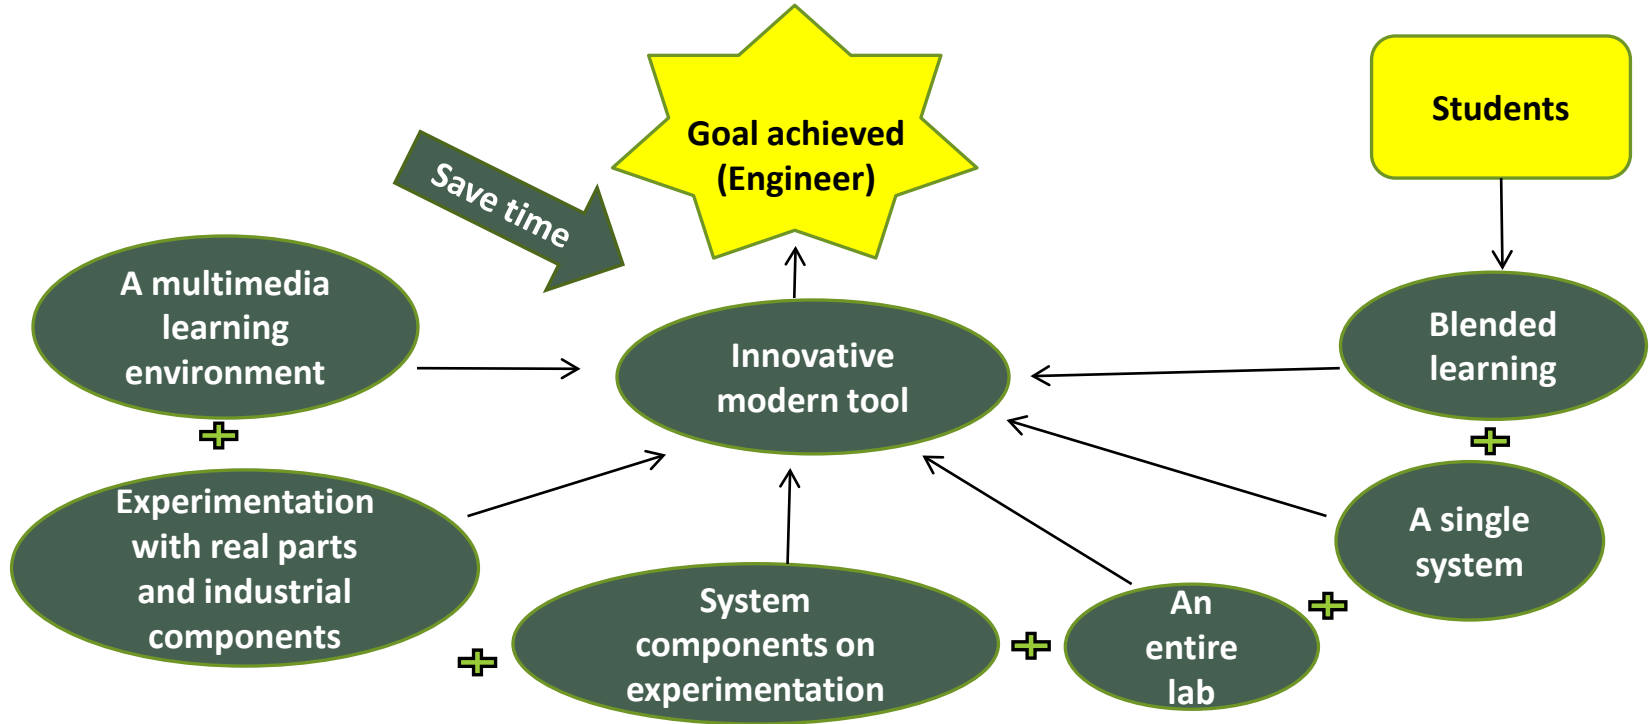 Goal achieved
(Engineer)
Students
Save time
A multimedia
learning
environment
Innovative
modern tool
Blended
learning
Experimentation
with real parts
and industrial
components
System
components on
experimentation
An
entire
lab
A single
system